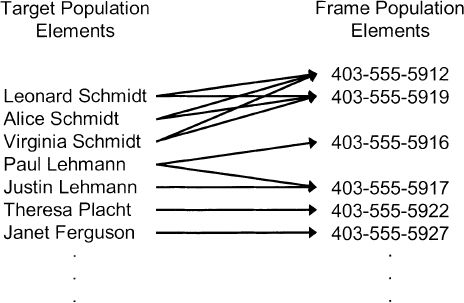 Target Population Frame Population
Elements Elements
403-555-5912
Leonard Schmidt 403-555-5919
Alice Schmidt
Virginia Schmidt 403-555-5916
Paul Lehmann
Justin Lehmann 403-555-5917
Theresa Placht 403-555-5922
Janet Ferguson 403-555-5927
. .
. .
. .